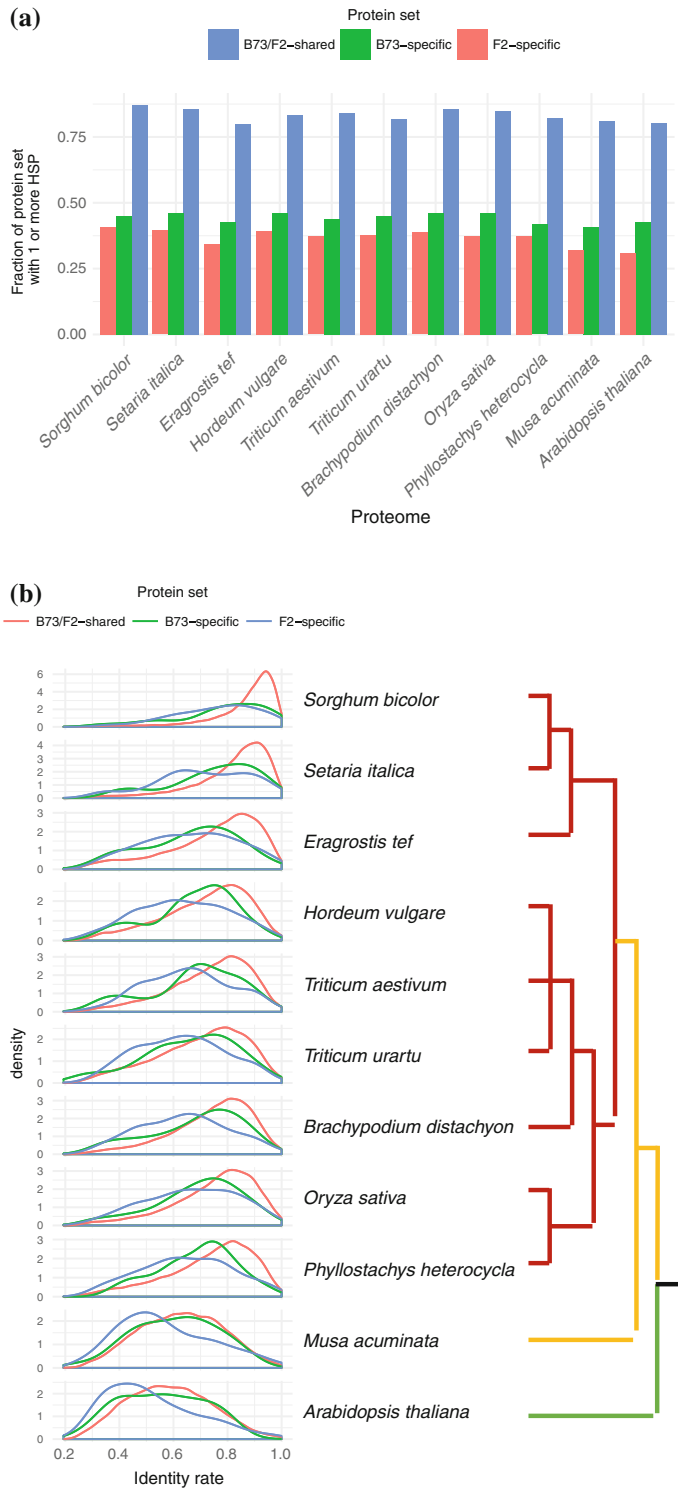 (a)
Protein set
B73/F2−shared B73−specific F2−specific
Fraction of protein set
with 1 or more HSP
0.75
0.50
0.25
0.00
Sorghum bicolor
Setaria italica
Eragrostis tef
Hordeum vulgare
Triticum aestivum
Triticum urartu
Brachypodium distachyon
Oryza sativa
Phyllostachys heterocycla
Musa acuminata
Arabidopsis thaliana
Proteome
(b)
Protein set
B73/F2−shared B73−specific F2−specific
density
6
4
2
0
Sorghum bicolor
4
3
2
1
0
Setaria italica
3
2
1
0
Eragrostis tef
2
1
0
Hordeum vulgare
3
2
1
0
Triticum aestivum
2
1
0
Triticum urartu
3
2
1
0
Brachypodium distachyon
3
2
1
0
Oryza sativa
3
2
1
0
Phyllostachys heterocycla
2
1
0
Musa acuminata
2
1
0
Arabidopsis thaliana
0.2 0.4 0.6 0.8 1.0
Identity rate